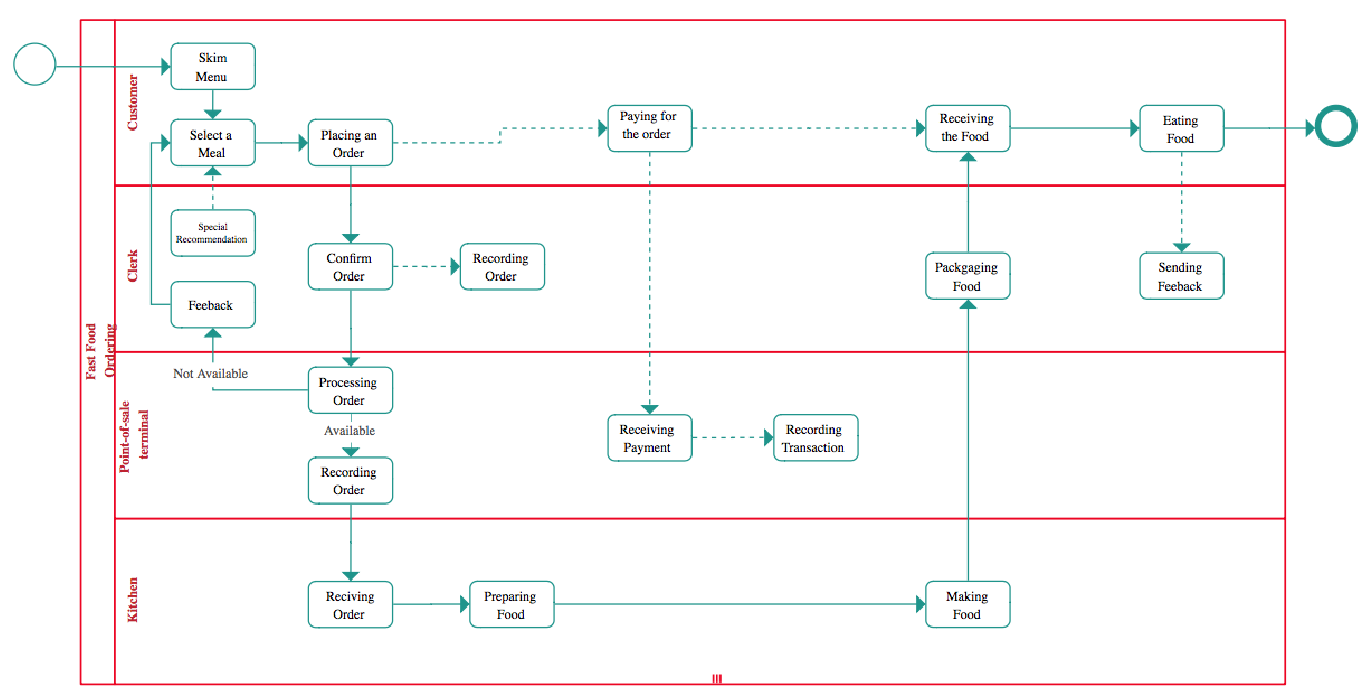 Fast Food
Ordering
Customer
Skim
Menu
Select a
Meal
Placing an
Order
Paying for
the order
Receiving
the Food
Eating
Food
Clerk
Special
Recommendation
Feeback
Confirm
Order
Recording
Order
Packgaging
Food
Sending
Feeback
Point-of-sale
terminal
Not Available
Processing
Order
Available
Recording
Order
Receiving
Payment
Recording
Transaction
Kitchen
Reciving
Order
Preparing
Food
Making
Food